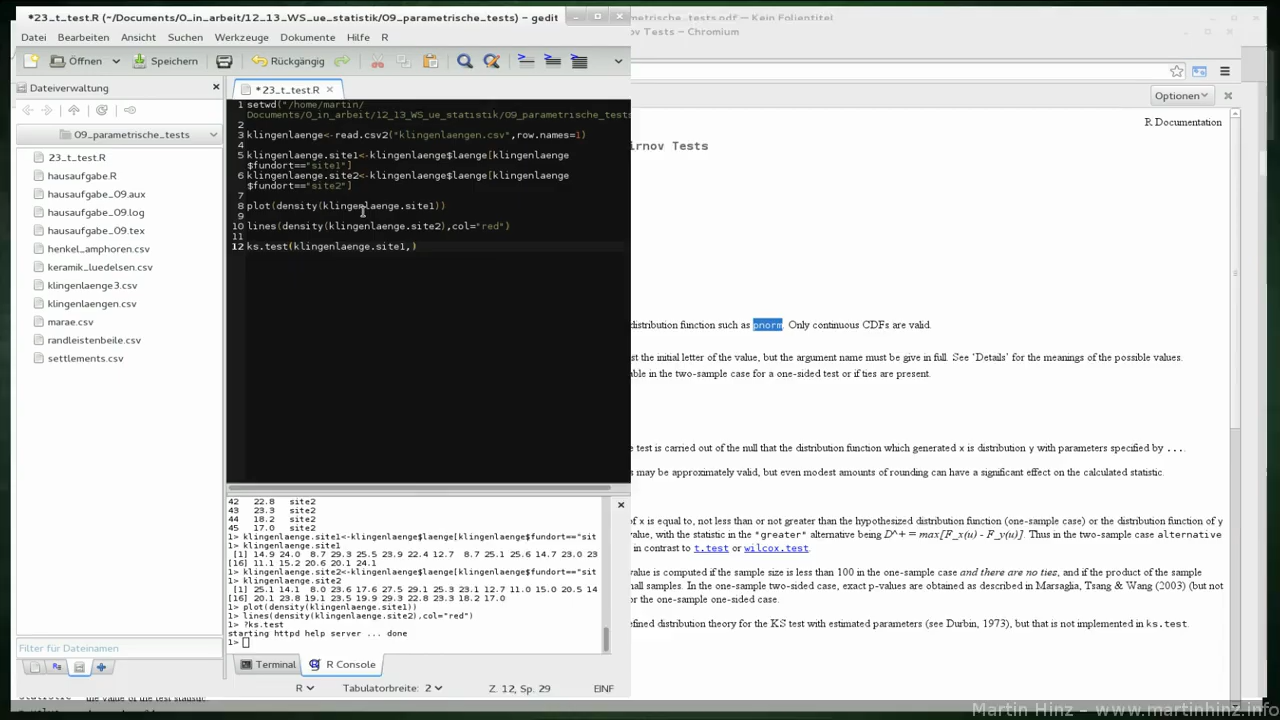 *23_t_test.R (~/Documents/0_in_arbeit/12_13_WS_ue_statistik/09_parametrische_tests) – gedit
rametrische_tests.pdf — Kein Folientitel
nov Tests – Chromium
Datei Bearbeiten Ansicht Suchen Werkzeuge Dokumente Hilfe R
Öffnen Speichern Rückgängig
Dateiverwaltung
*23_t_test.R
Optionen
09_parametrische_tests
23_t_test.R
hausaufgabe.R
hausaufgabe_09.aux
hausaufgabe_09.log
hausaufgabe_09.tex
henkel_amphoren.csv
keramik_luedelsen.csv
klingenlaenge3.csv
klingenlaengen.csv
marae.csv
randleistenbeile.csv
settlements.csv
Filter für Dateinamen
1 setwd("/home/martin/
Documents/0_in_arbeit/12_13_WS_ue_statistik/09_parametrische_tests
2
3 klingenlaenge<-read.csv2("klingenlaengen.csv",row.names=1)
4
5 klingenlaenge.site1<-klingenlaenge$laenge[klingenlaenge
$fundort=="site1"]
6 klingenlaenge.site2<-klingenlaenge$laenge[klingenlaenge
$fundort=="site2"]
7
8 plot(density(klingenlaenge.site1))
9
10 lines(density(klingenlaenge.site2),col="red")
11
12 ks.test(klingenlaenge.site1,)
42 22.8 site2
43 23.3 site2
44 18.2 site2
45 17.0 site2
1> klingenlaenge.site1<-klingenlaenge$laenge[klingenlaenge$fundort=="sit
1> klingenlaenge.site1
[1] 14.9 24.0 8.7 29.3 25.5 23.9 22.4 12.7 8.7 25.1 25.6 14.7 23.0 23
[16] 11.1 15.2 20.6 20.1 24.1
1> klingenlaenge.site2<-klingenlaenge$laenge[klingenlaenge$fundort=="sit
1> klingenlaenge.site2
[1] 25.1 14.1 8.0 23.6 17.6 27.5 29.1 25.3 23.1 12.7 11.0 15.0 20.5 14
[16] 20.1 23.8 19.1 23.5 19.9 29.3 22.8 23.3 18.2 17.0
1> plot(density(klingenlaenge.site1))
1> lines(density(klingenlaenge.site2),col="red")
1> ?ks.test
starting httpd help server ... done
1>
Terminal R Console
R Tabulatorbreite: 2 Z. 12, Sp. 29 EINF
R Documentation
irnov Tests
distribution function such as pnorm. Only continuous CDFs are valid.
st the initial letter of the value, but the argument name must be give in full. See ‘Details’ for the meanings of the possible values.
able in the two-sample case for a one-sided test or if ties are present.
e test is carried out of the null that the distribution function which generated x is distribution y with parameters specified by ....
s may be approximately valid, but even modest amounts of rounding can have a significant effect on the calculated statistic.
of x is equal to, not less than or not greater than the hypothesized distribution function (one-sample case) or the distribution function of y
value, with the statistic in the "greater" alternative being D^+ = max[F_x(u) - F_y(u)]. Thus in the two-sample case alternative
in contrast to t.test or wilcox.test.
value is computed if the sample size is less than 100 in the one-sample case and there are no ties, and if the product of the sample
mall samples. In the one-sample two-sided case, exact p-values are obtained as described in Marsaglia, Tsang & Wang (2003) (but not
or the one-sample one-sided case.
efined distribution theory for the KS test with estimated parameters (see Durbin, 1973), but that is not implemented in ks.test.
the value of the test statistic.
Martin Hinz - www.martinhinz.info